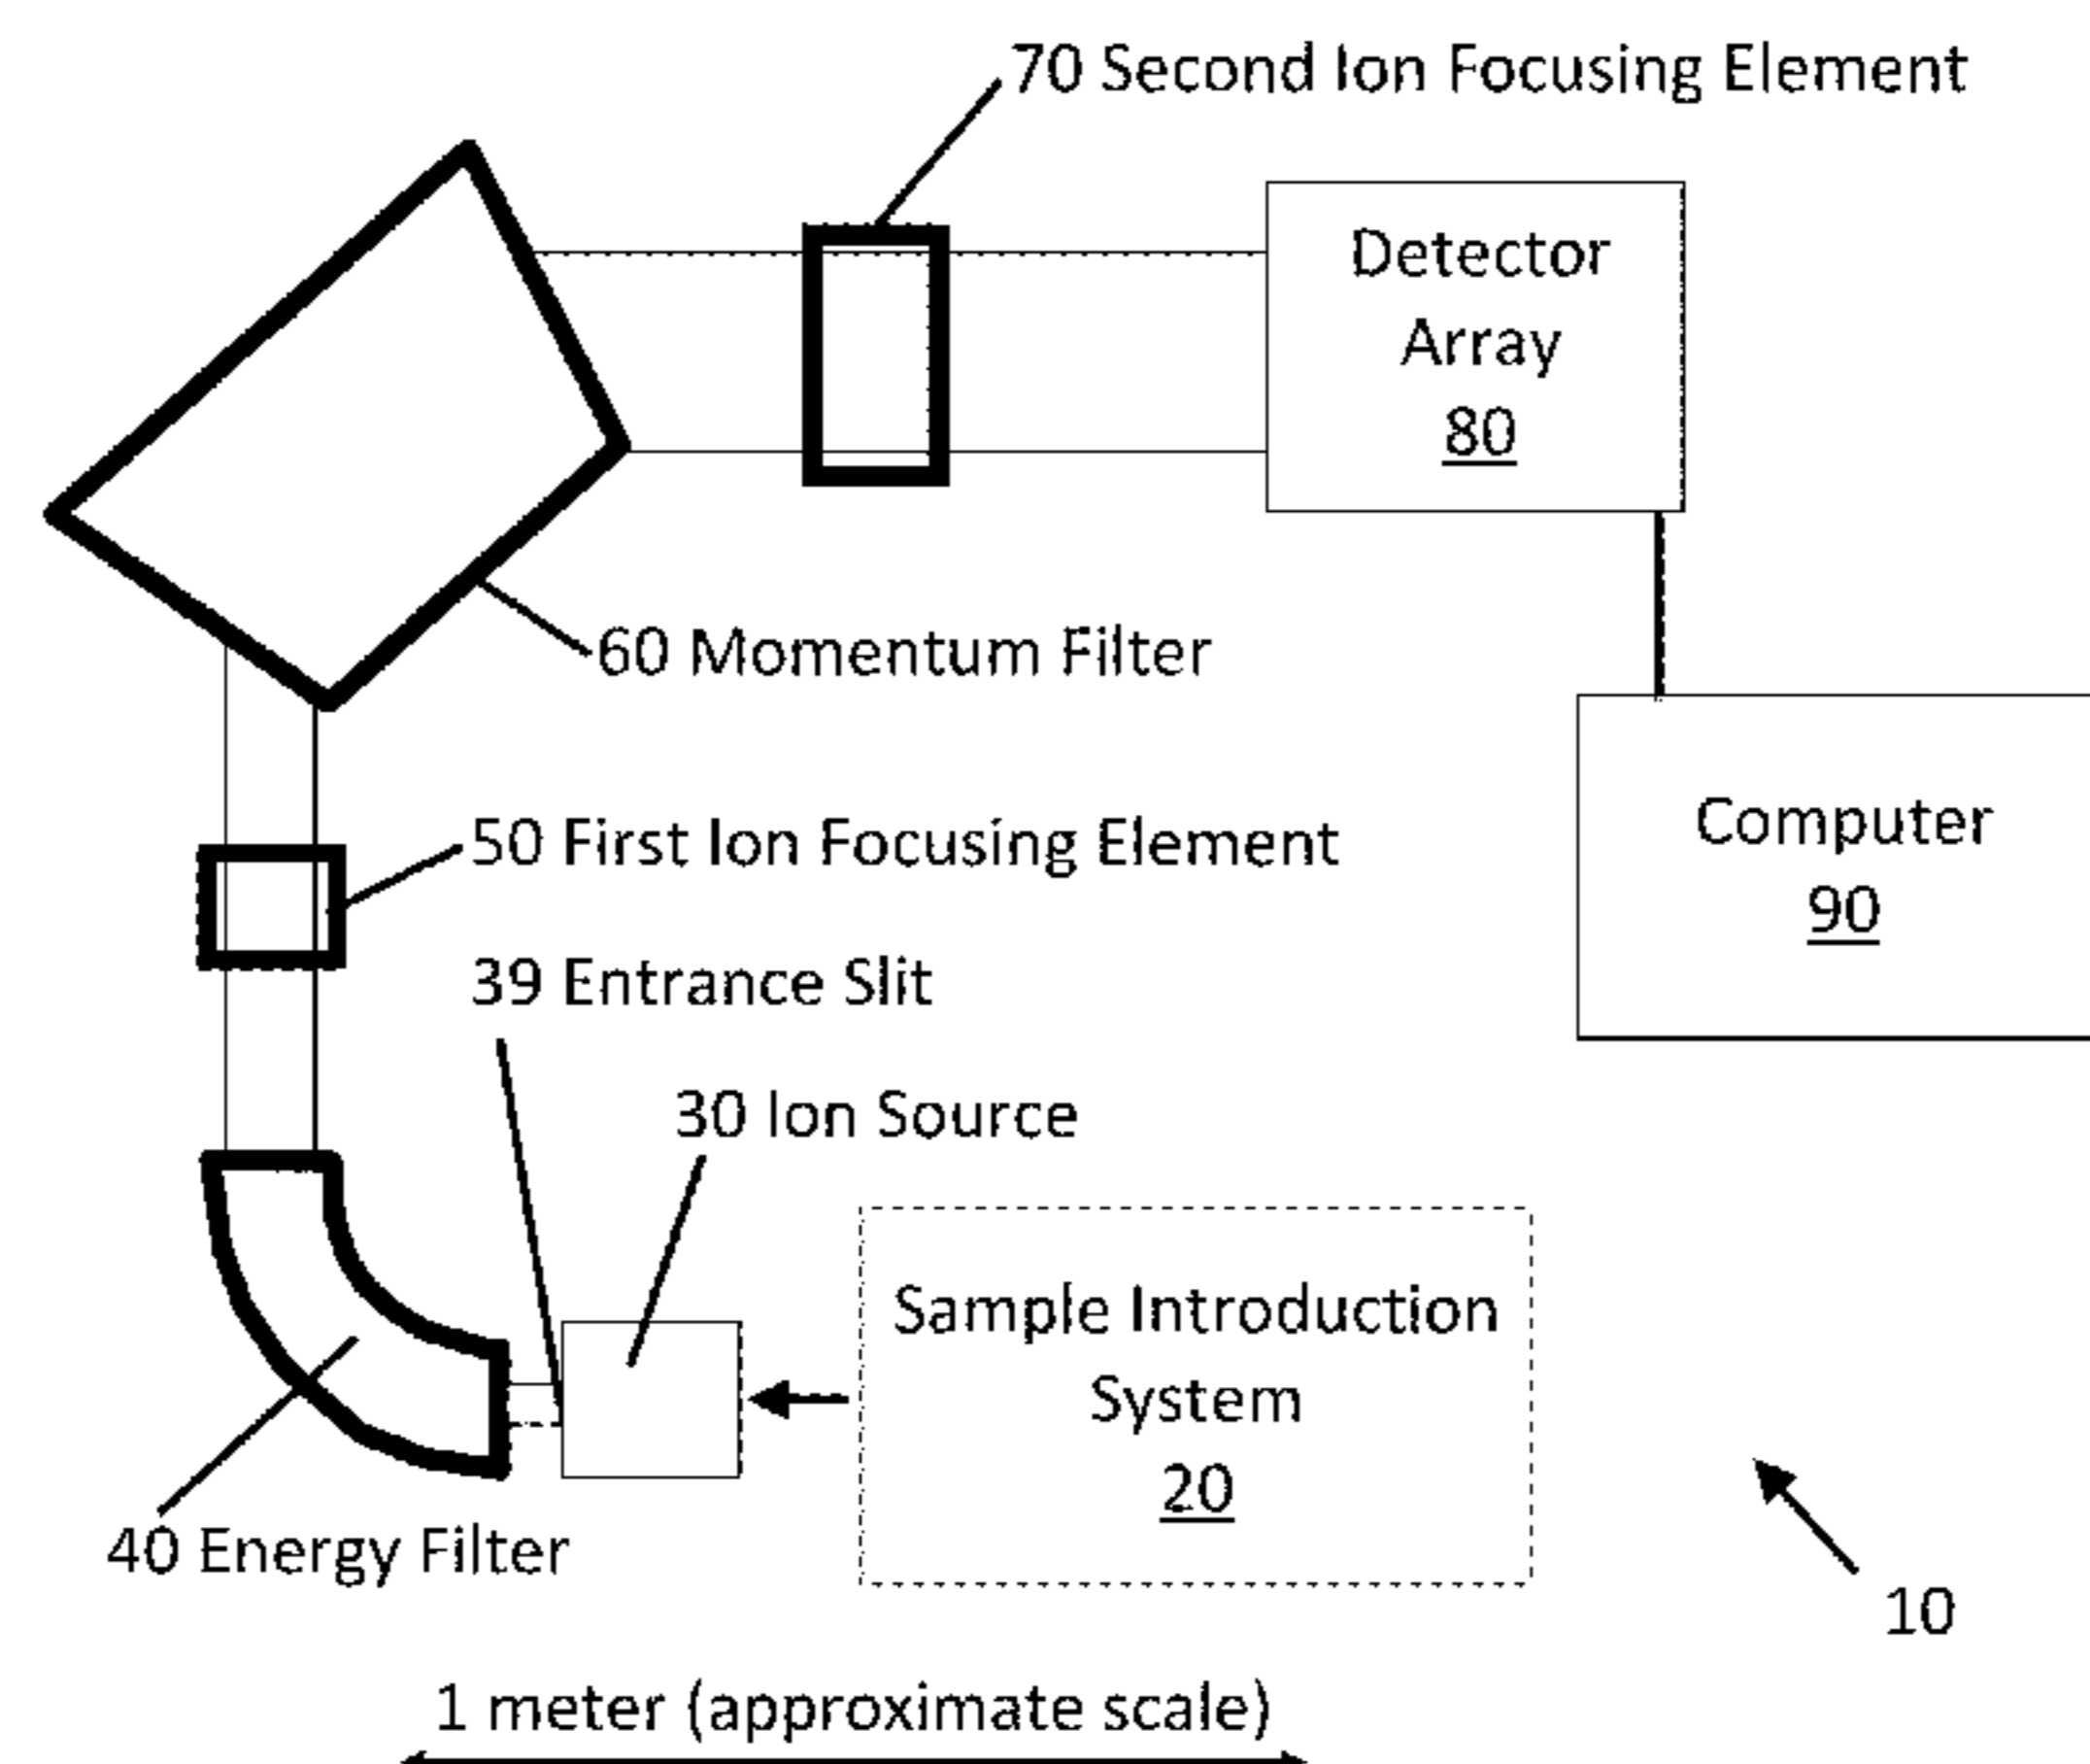 70 Second Ion Focusing Element
Detector
Array
80
60 Momentum Filter
Computer
90
50 First Ion Focusing Element
39 Entrance Slit
30 Ion Source
Sample Introduction
System
20
40 Energy Filter
10
1 meter (approximate scale)